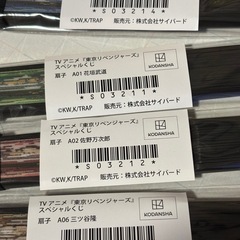 *S03214*
©KW,K/TRAP 販売元：株式会社サイバード
TV アニメ『東京リベンジャーズ』
スペシャルくじ
扇子 A01 花垣武道
KODANSHA
*S03211*
©KW,K/TRAP 販売元：株式会社サイバード
TV アニメ『東京リベンジャーズ』
スペシャルくじ
扇子 A02 佐野万次郎
KODANSHA
*S03212*
©KW,K/TRAP 販売元：株式会社サイバード
TV アニメ『東京リベンジャーズ』
スペシャルくじ
扇子 A06 三ツ谷隆
KODANSHA